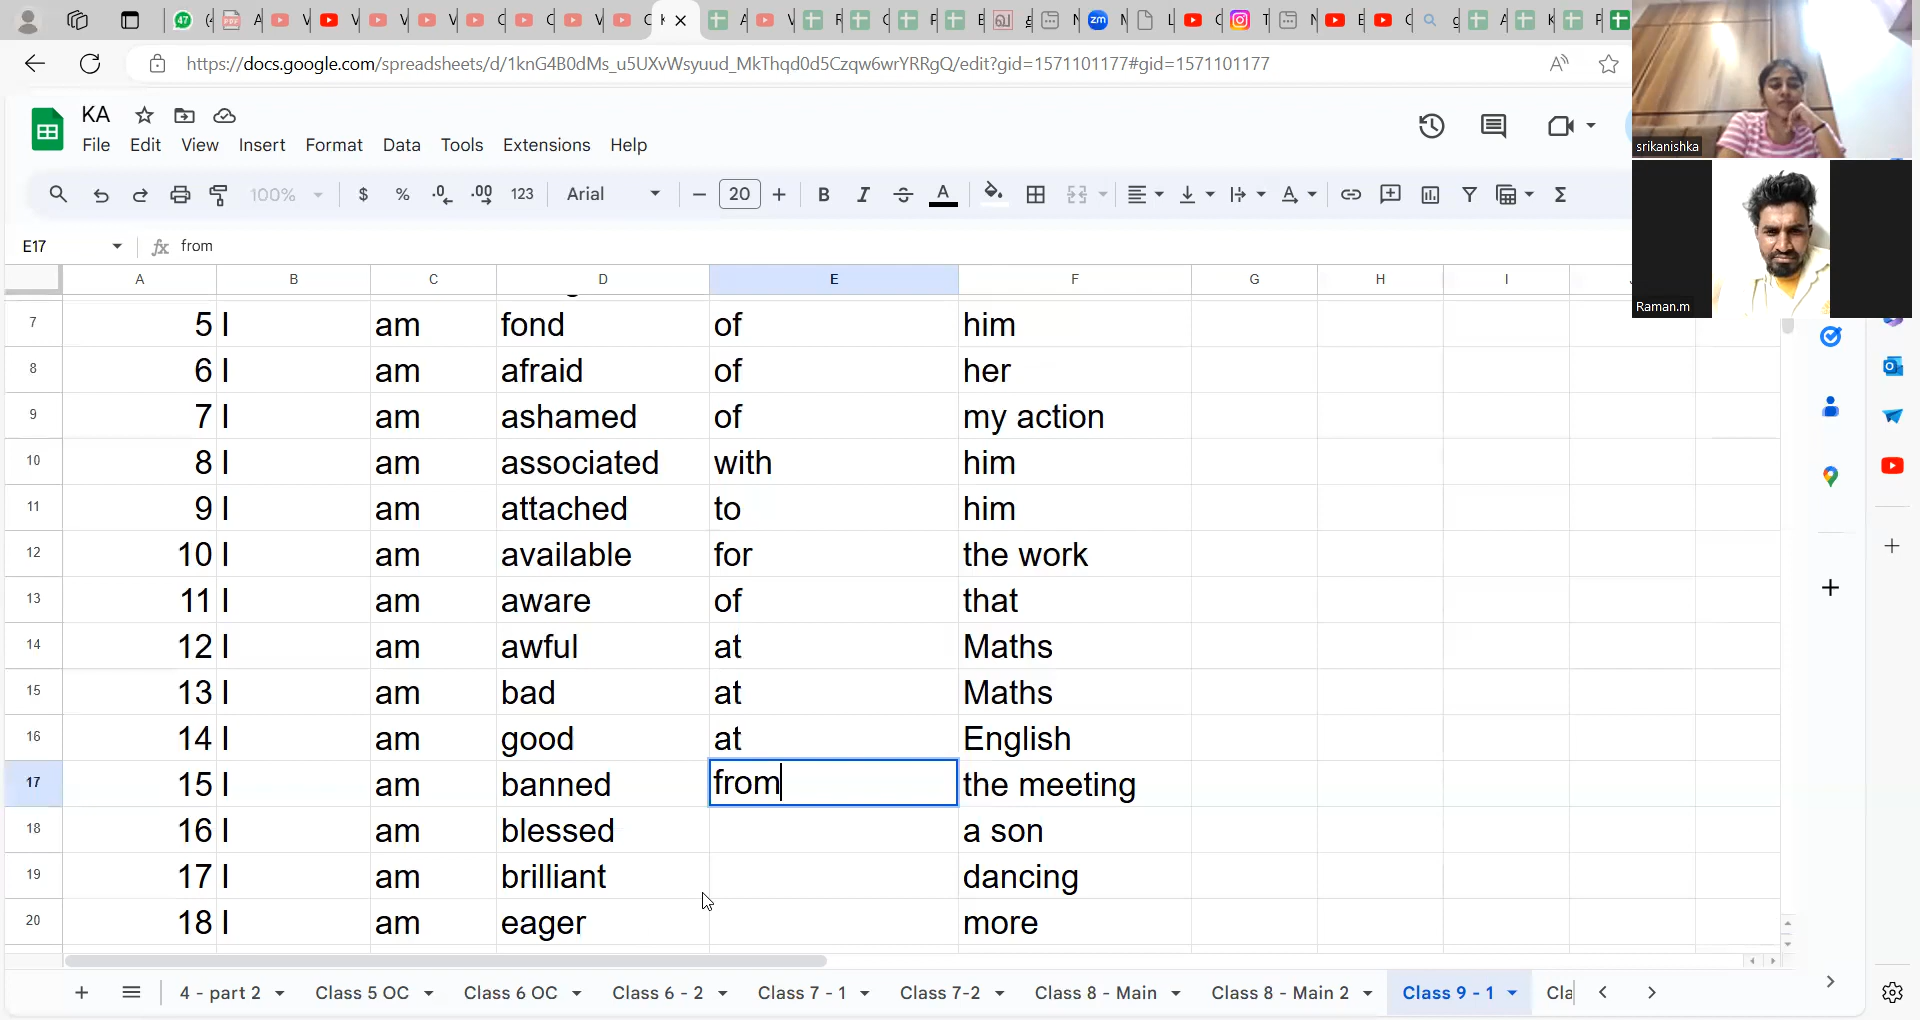 https://docs.google.com/spreadsheets/d/1knG4B0dMs_u5UXvWsyuud_MkThqd0d5Czqw6wrYRRgQ/edit?gid=1571101177#gid=1571101177
KA
File Edit View Insert Format Data Tools Extensions Help
100% $ % .0 .00 123 Arial 20 B I A
E17 fx from
A B C D E F G H I
7 5 I am fond of him
8 6 I am afraid of her
9 7 I am ashamed of my action
10 8 I am associated with him
11 9 I am attached to him
12 10 I am available for the work
13 11 I am aware of that
14 12 I am awful at Maths
15 13 I am bad at Maths
16 14 I am good at English
17 15 I am banned from the meeting
18 16 I am blessed a son
19 17 I am brilliant dancing
20 18 I am eager more
4 - part 2 Class 5 OC Class 6 OC Class 6 - 2 Class 7 - 1 Class 7-2 Class 8 - Main Class 8 - Main 2 Class 9 - 1 Cla
srikanishka
Raman.m